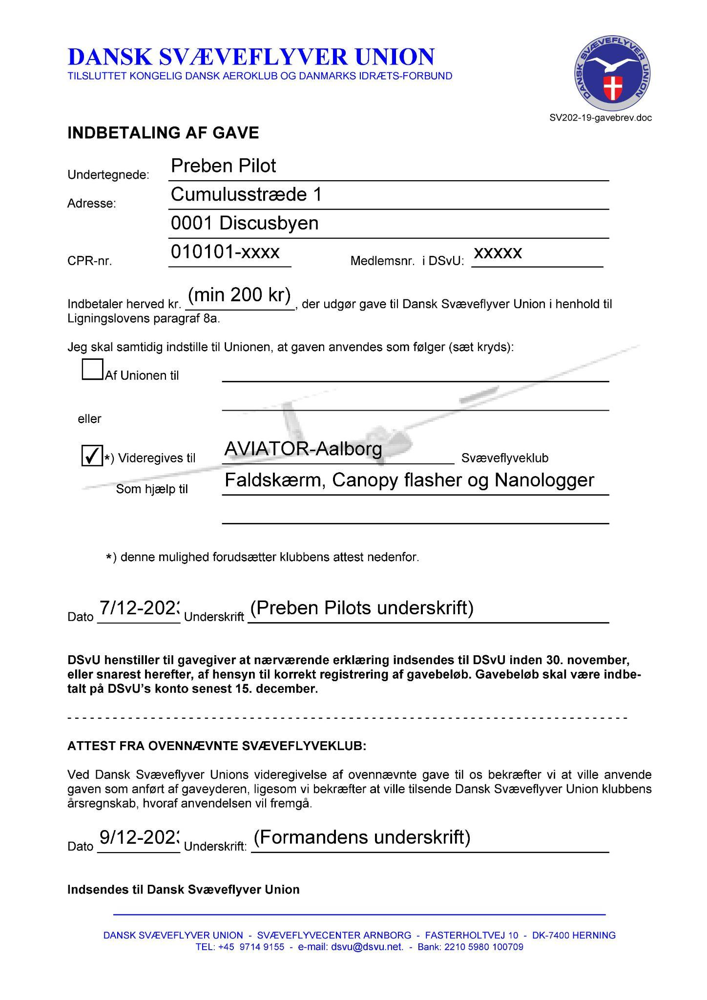 DANSK SVÆVEFLYVER UNION
TILSLUTTET KONGELIG DANSK AEROKLUB OG DANMARKS IDRÆTS-FORBUND
DANSK SVÆVEFLYVER UNION
SV202-19-gavebrev.doc
INDBETALING AF GAVE
Undertegnede: Preben Pilot
Adresse: Cumulusstræde 1
0001 Discusbyen
CPR-nr. 010101-xxxx Medlemsnr. i DSvU: xxxxx
Indbetaler herved kr. (min 200 kr), der udgør gave til Dansk Svæveflyver Union i henhold til
Ligningslovens paragraf 8a.
Jeg skal samtidig indstille til Unionen, at gaven anvendes som følger (sæt kryds):
Af Unionen til
eller
✓ *) Videregives til AVIATOR-Aalborg Svæveflyveklub
Som hjælp til Faldskærm, Canopy flasher og Nanologger
*) denne mulighed forudsætter klubbens attest nedenfor.
Dato 7/12-2023 Underskrift (Preben Pilots underskrift)
DSvU henstiller til gavegiver at nærværende erklæring indsendes til DSvU inden 30. november,
eller snarest herefter, af hensyn til korrekt registrering af gavebeløb. Gavebeløb skal være indbe-
talt på DSvU's konto senest 15. december.
ATTEST FRA OVENNÆVNTE SVÆVEFLYVEKLUB:
Ved Dansk Svæveflyver Unions videregivelse af ovennævnte gave til os bekræfter vi at ville anvende
gaven som anført af gaveyderen, ligesom vi bekræfter at ville tilsende Dansk Svæveflyver Union klubbens
årsregnskab, hvoraf anvendelsen vil fremgå.
Dato 9/12-2023 Underskrift: (Formandens underskrift)
Indsendes til Dansk Svæveflyver Union
DANSK SVÆVEFLYVER UNION - SVÆVEFLYVECENTER ARNBORG - FASTERHOLTVEJ 10 - DK-7400 HERNING
TEL: +45 9714 9155 - e-mail: dsvu@dsvu.net. - Bank: 2210 5980 100709